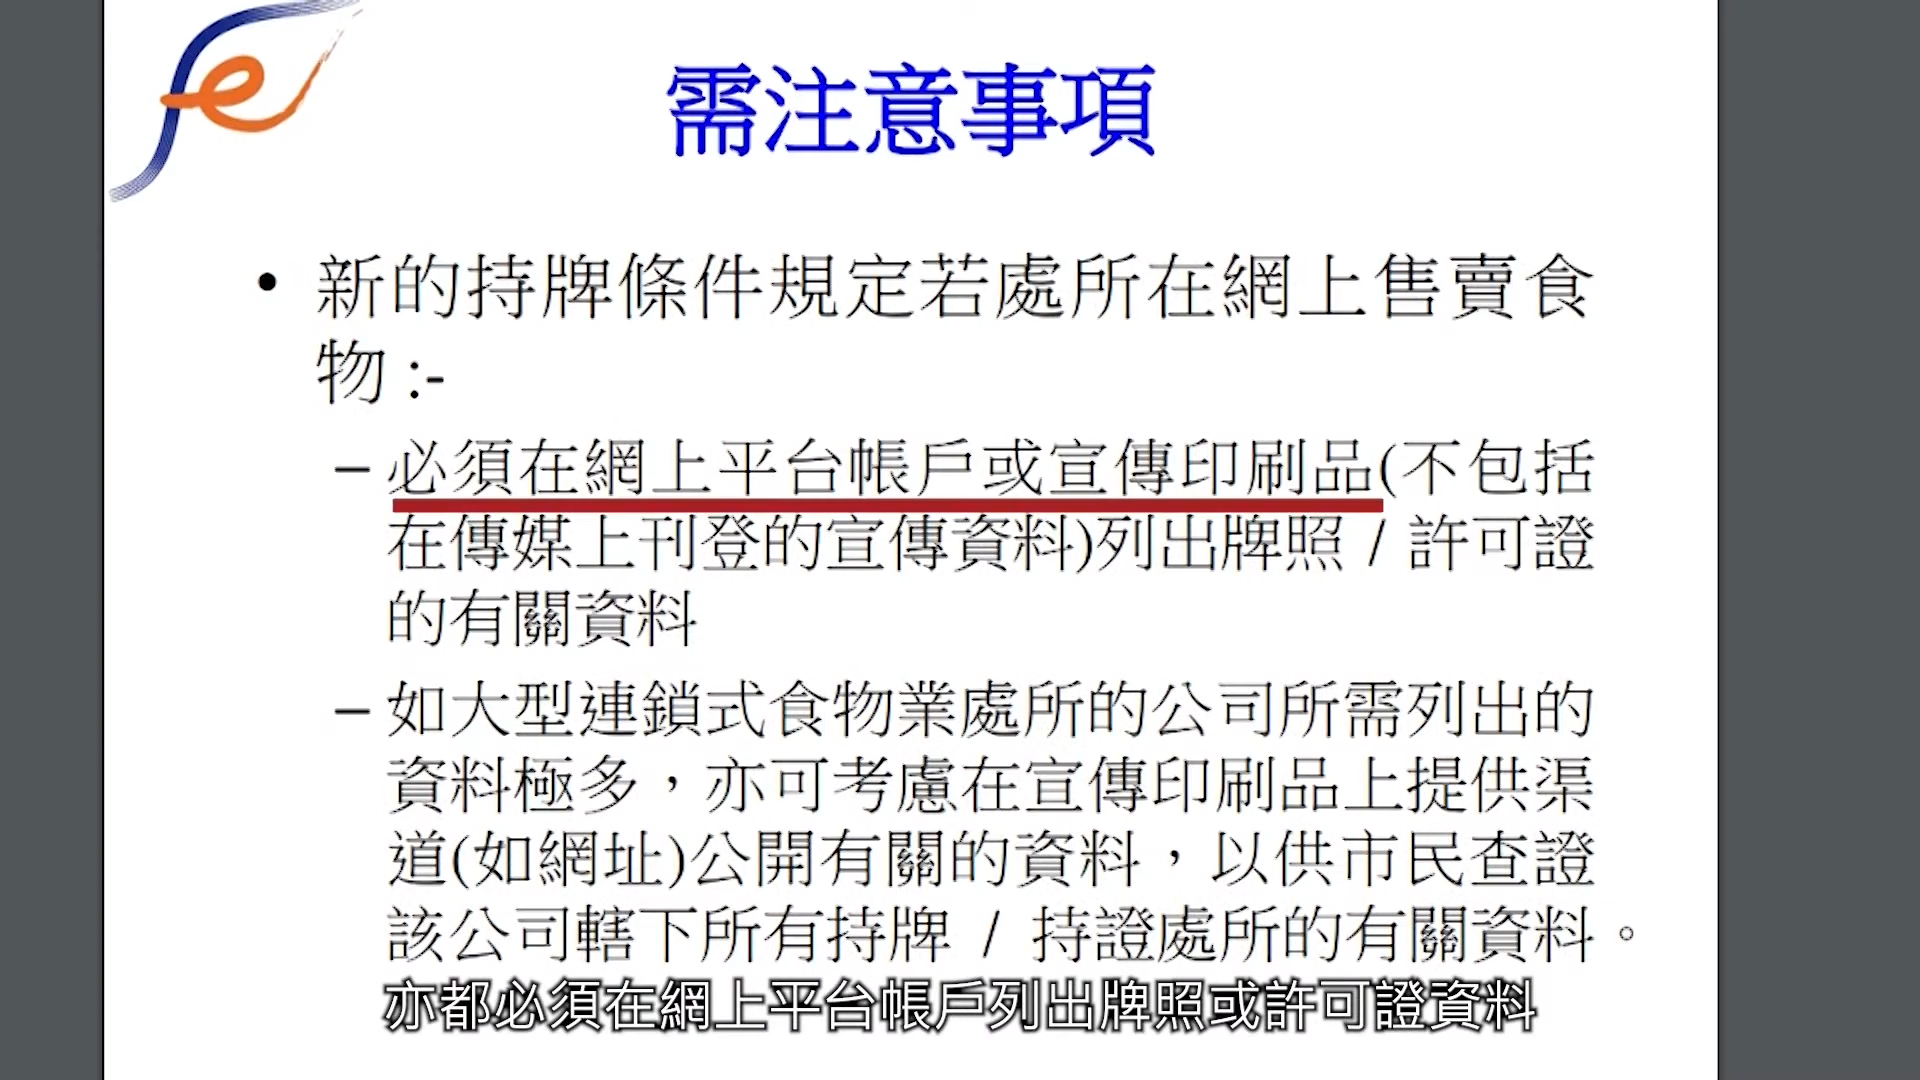 需注意事項
• 新的持牌條件規定若處所在網上售賣食
物 :-
– 必須在網上平台帳戶或宣傳印刷品(不包括
在傳媒上刊登的宣傳資料)列出牌照 / 許可證
的有關資料
– 如大型連鎖式食物業處所的公司所需列出的
資料極多，亦可考慮在宣傳印刷品上提供渠
道(如網址)公開有關的資料，以供市民查證
該公司轄下所有持牌 / 持證處所的有關資料。
亦都必須在網上平台帳戶列出牌照或許可證資料